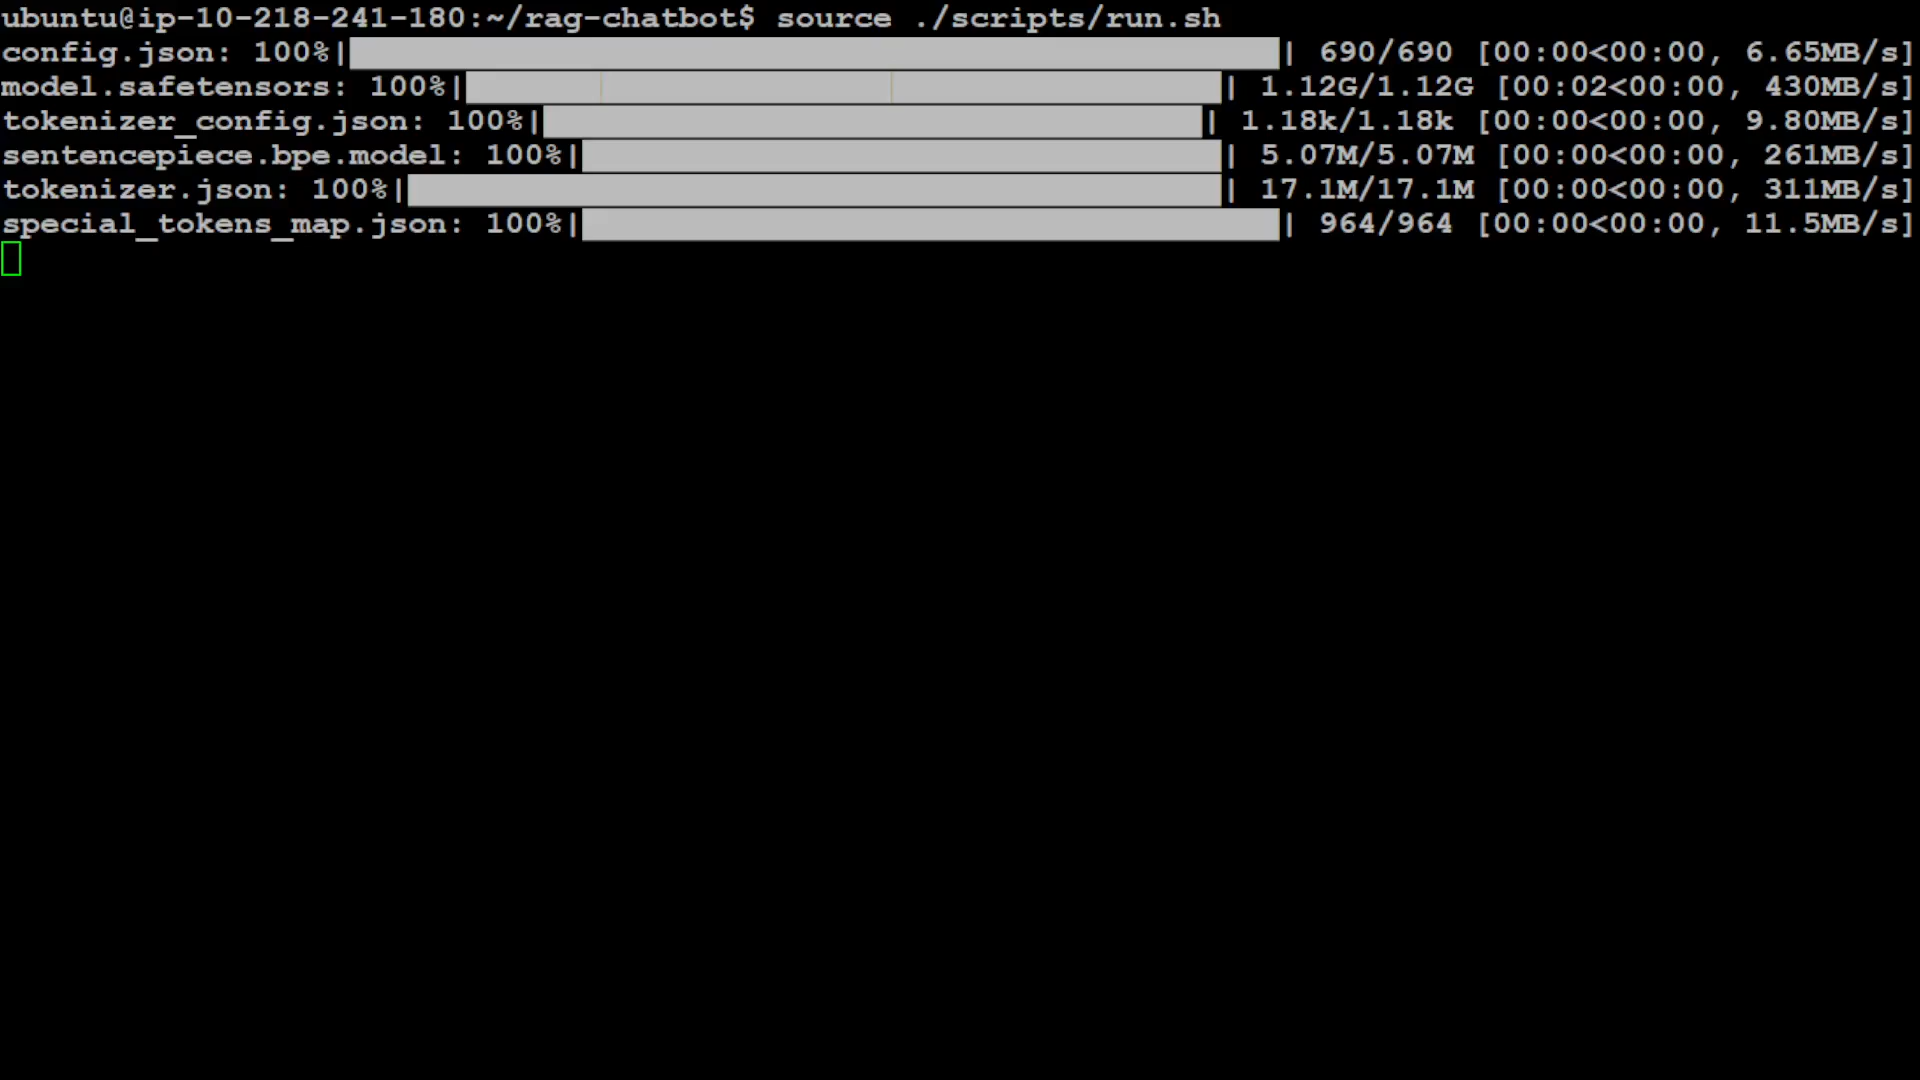 ubuntu@ip-10-218-241-180:~/rag-chatbot$ source ./scripts/run.sh
config.json: 100%| | 690/690 [00:00<00:00, 6.65MB/s]
model.safetensors: 100%| | 1.12G/1.12G [00:02<00:00, 430MB/s]
tokenizer_config.json: 100%| | 1.18k/1.18k [00:00<00:00, 9.80MB/s]
sentencepiece.bpe.model: 100%| | 5.07M/5.07M [00:00<00:00, 261MB/s]
tokenizer.json: 100%| | 17.1M/17.1M [00:00<00:00, 311MB/s]
special_tokens_map.json: 100%| | 964/964 [00:00<00:00, 11.5MB/s]